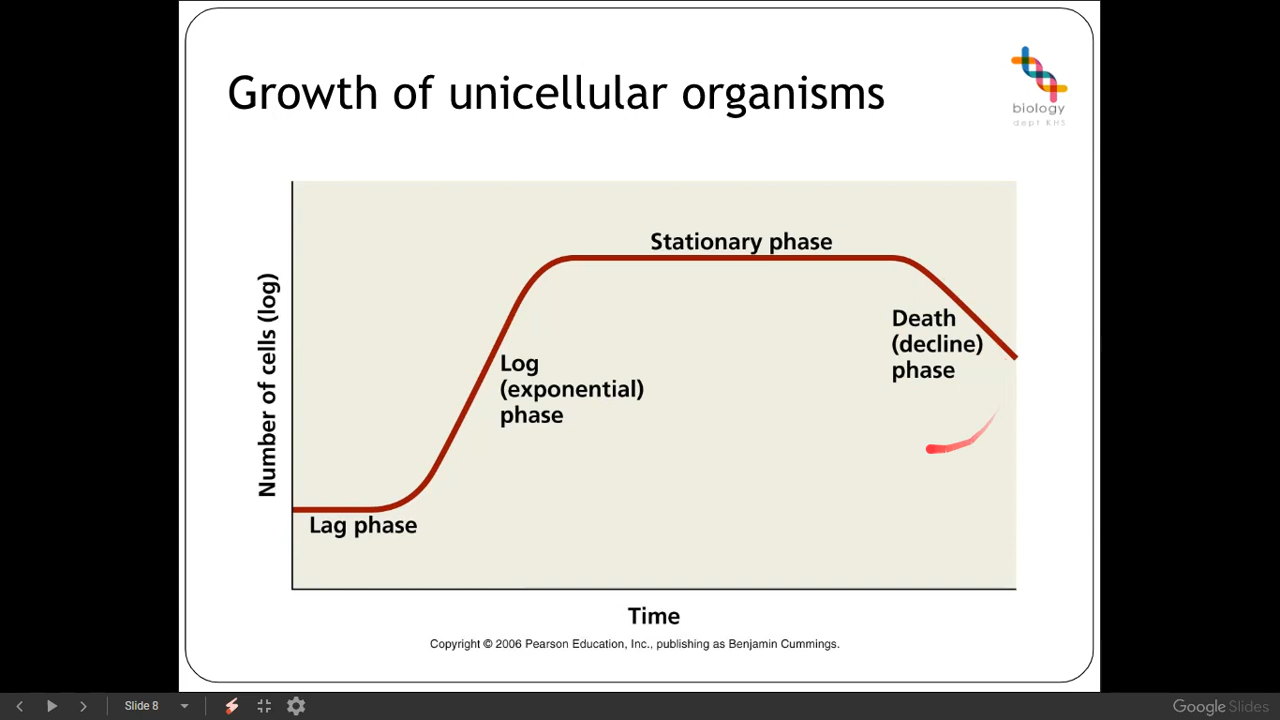 Growth of unicellular organisms
biology
dept KHS
Stationary phase
Death
(decline)
phase
Log
(exponential)
phase
Number of cells (log)
Lag phase
Time
Copyright © 2006 Pearson Education, Inc., publishing as Benjamin Cummings.
Slide 8
Google Slides